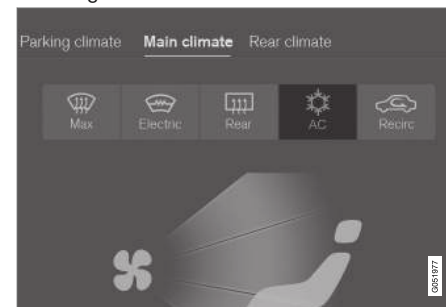 Parking climate Main climate Rear climate
Max Electric Rear AC Recirc
G051977